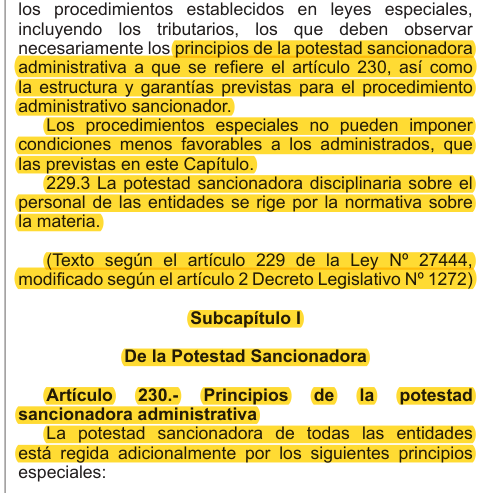 los procedimientos establecidos en leyes especiales,
incluyendo los tributarios, los que deben observar
necesariamente los principios de la potestad sancionadora
administrativa a que se refiere el artículo 230, así como
la estructura y garantías previstas para el procedimiento
administrativo sancionador.
Los procedimientos especiales no pueden imponer
condiciones menos favorables a los administrados, que
las previstas en este Capítulo.
229.3 La potestad sancionadora disciplinaria sobre el
personal de las entidades se rige por la normativa sobre
la materia.
(Texto según el artículo 229 de la Ley Nº 27444,
modificado según el artículo 2 Decreto Legislativo Nº 1272)
Subcapítulo I
De la Potestad Sancionadora
Artículo 230.- Principios de la potestad
sancionadora administrativa
La potestad sancionadora de todas las entidades
está regida adicionalmente por los siguientes principios
especiales: